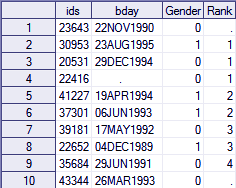 ids bday Gender Rank
1 23643 22NOV1990 0 .
2 30953 23AUG1995 1 1
3 20531 29DEC1994 0 1
4 22416 . 0 1
5 41227 19APR1994 1 2
6 37301 06JUN1993 1 2
7 39181 17MAY1992 0 3
8 22652 04DEC1989 1 3
9 35684 29JUN1991 0 4
10 43344 26MAR1993 0 .